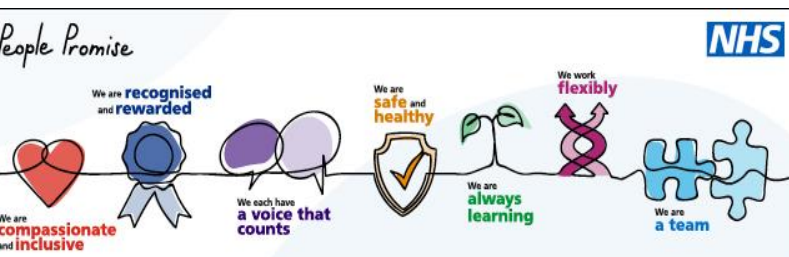 People Promise
NHS
We are compassionate
and inclusive
We are recognised
and rewarded
We each have
a voice that
counts
We are
safe and
healthy
We are
always
learning
We work
flexibly
We are
a team